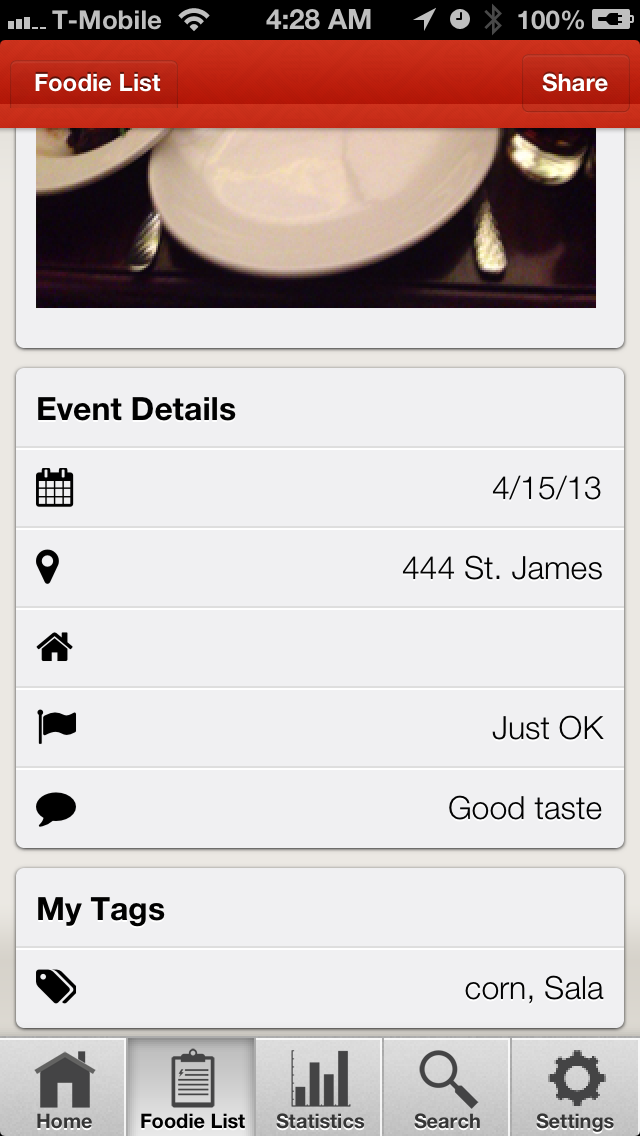 T-Mobile 4:28 AM 100%
Foodie List Share
Event Details
4/15/13
444 St. James
Just OK
Good taste
My Tags
corn, Sala
Home Foodie List Statistics Search Settings